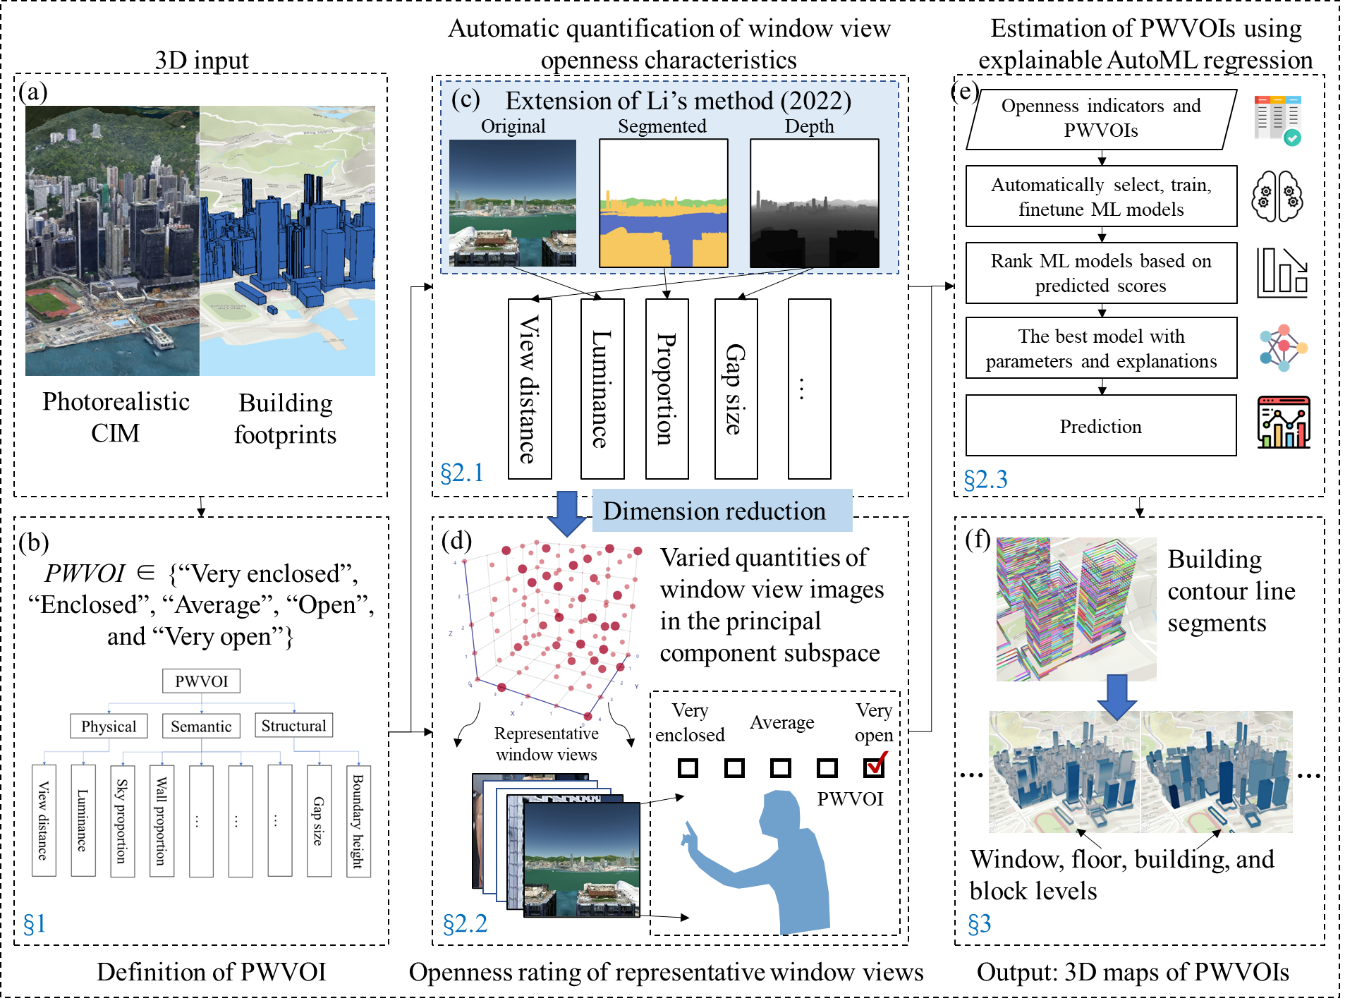 3D input
(a)
Photorealistic
CIM
Building
footprints
(b)
PWVOI ∈ {“Very enclosed”,
“Enclosed”, “Average”, “Open”,
and “Very open”}
PWVOI
Physical
Semantic
Structural
View distance
Luminance
Sky proportion
Wall proportion
...
...
...
Gap size
Boundary height
§1
Definition of PWVOI
Automatic quantification of window view
openness characteristics
(c)
Extension of Li’s method (2022)
Original
Segmented
Depth
View distance
Luminance
Proportion
Gap size
...
§2.1
Dimension reduction
(d)
Varied quantities of
window view images
in the principal
component subspace
Z
X
Y
Representative
window views
Very
enclosed
Average
Very
open
PWVOI
§2.2
Openness rating of representative window views
Estimation of PWVOIs using
explainable AutoML regression
(e)
Openness indicators and
PWVOIs
Automatically select, train,
finetune ML models
Rank ML models based on
predicted scores
The best model with
parameters and explanations
Prediction
§2.3
(f)
Building
contour line
segments
...
...
Window, floor, building, and
block levels
§3
Output: 3D maps of PWVOIs